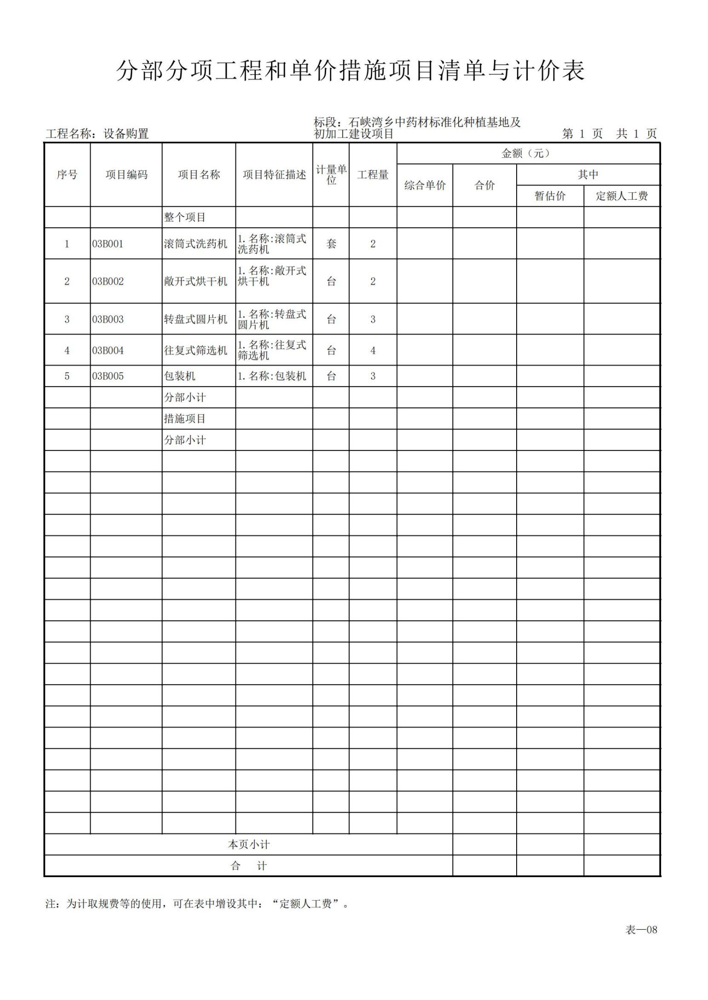 分部分项工程和单价措施项目清单与计价表
标段：石峡湾乡中药材标准化种植基地及
工程名称：设备购置 初加工建设项目 第 1 页 共 1 页
金额（元）
序号 项目编码 项目名称 项目特征描述 计量单 工程量 其中
位 综合单价 合价
暂估价 定额人工费
整个项目
1 03B001 滚筒式洗药机 1.名称:滚筒式 套 2
洗药机
2 03B002 敞开式烘干机 1.名称:敞开式 台 2
烘干机
3 03B003 转盘式圆片机 1.名称:转盘式 台 3
圆片机
4 03B004 往复式筛选机 1.名称:往复式 台 4
筛选机
5 03B005 包装机 1.名称:包装机 台 3
分部小计
措施项目
分部小计
本页小计
合 计
注：为计取规费等的使用，可在表中增设其中：“定额人工费”。
表—08